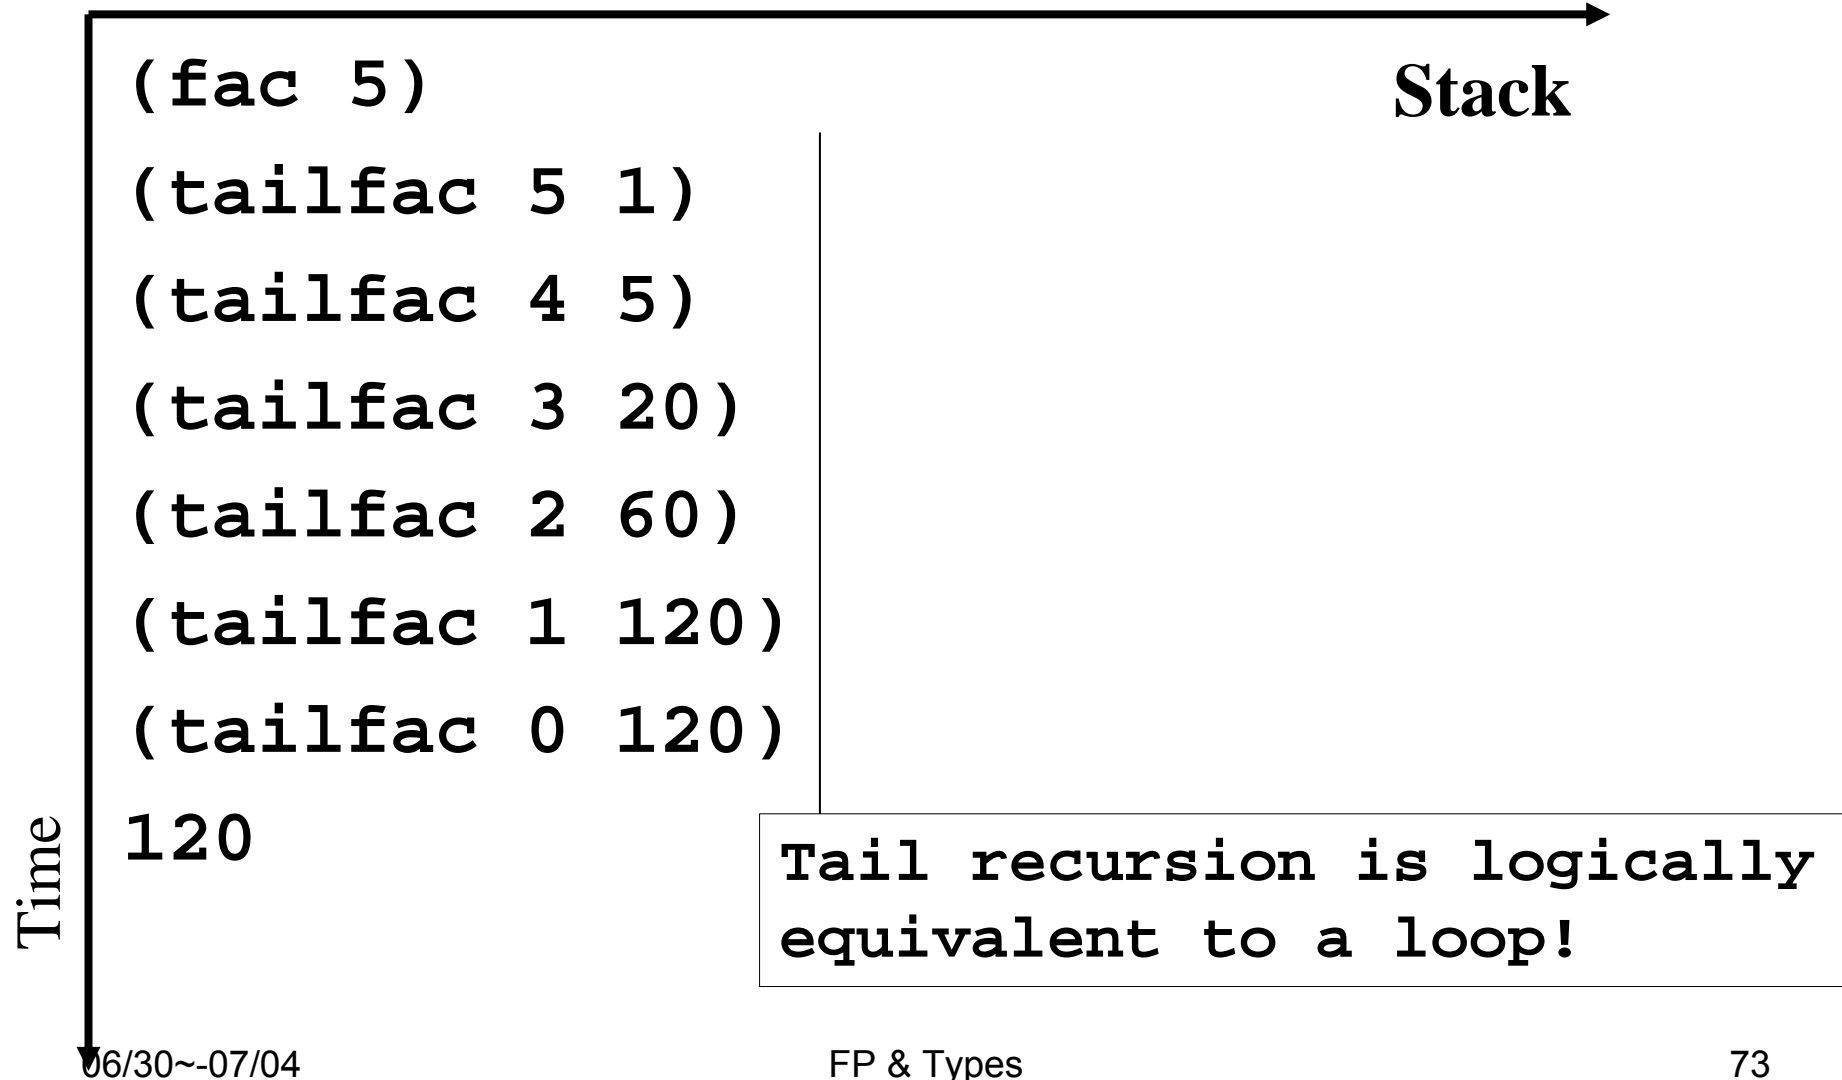 (fac 5)
Stack
(tailfac 5 1)
(tailfac 4 5)
(tailfac 3 20)
(tailfac 2 60)
(tailfac 1 120)
(tailfac 0 120)
120
Time
Tail recursion is logically
equivalent to a loop!
06/30~-07/04
FP & Types
73